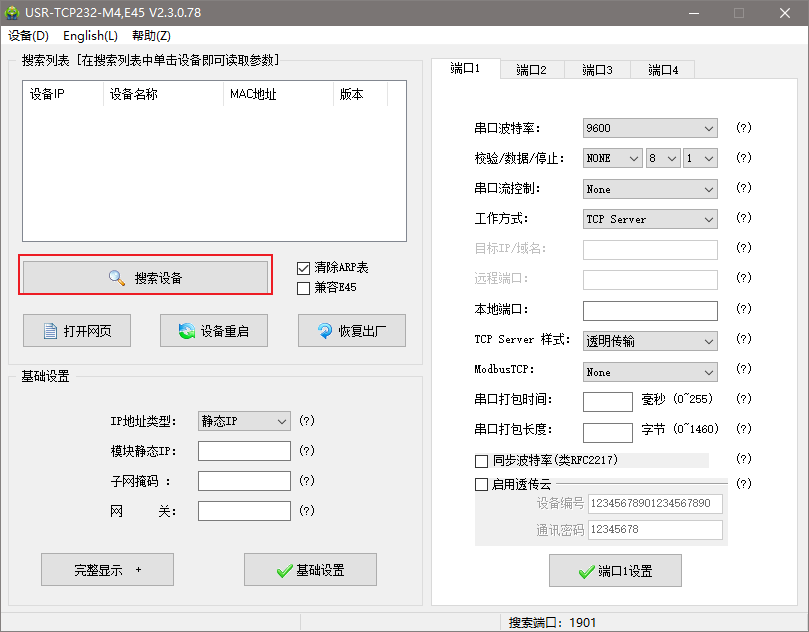 USR-TCP232-M4,E45 V2.3.0.78
设备(D) English(L) 帮助(Z)
搜索列表 [在搜索列表中单击设备即可读取参数]
设备IP 设备名称 MAC地址 版本
搜索设备
清除ARP表
兼容E45
打开网页 设备重启 恢复出厂
基础设置
IP地址类型: 静态IP (?)
模块静态IP: (?)
子网掩码 : (?)
网 关: (?)
完整显示 + 基础设置
端口1 端口2 端口3 端口4
串口波特率: 9600 (?)
校验/数据/停止: NONE 8 1 (?)
串口流控制: None (?)
工作方式: TCP Server (?)
目标IP/域名: (?)
远程端口: (?)
本地端口: (?)
TCP Server 样式: 透明传输 (?)
ModbusTCP: None (?)
串口打包时间: 毫秒 (0~255) (?)
串口打包长度: 字节 (0~1460) (?)
同步波特率(类RFC2217) (?)
启用透传云 (?)
设备编号 12345678901234567890
通讯密码 12345678
端口1设置
搜索端口: 1901